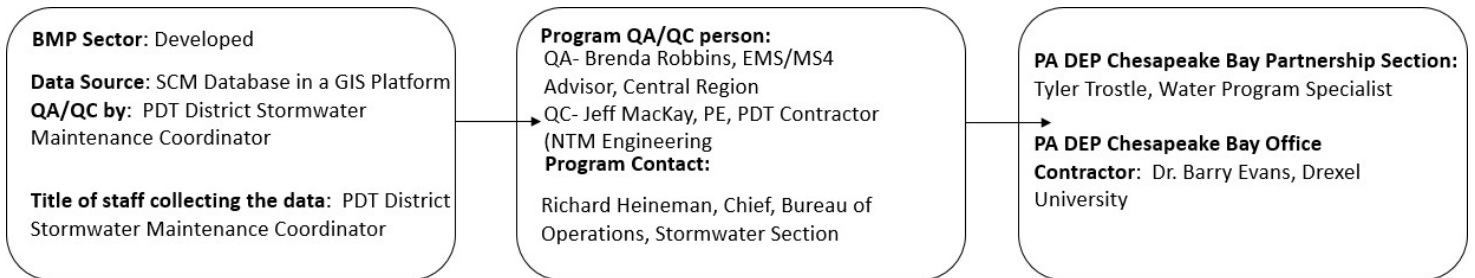 BMP Sector: Developed
Data Source: SCM Database in a GIS Platform
QA/QC by: PDT District Stormwater
Maintenance Coordinator
Title of staff collecting the data: PDT District
Stormwater Maintenance Coordinator
Program QA/QC person:
QA- Brenda Robbins, EMS/MS4
Advisor, Central Region
QC- Jeff MacKay, PE, PDT Contractor
(NTM Engineering
Program Contact:
Richard Heineman, Chief, Bureau of
Operations, Stormwater Section
PA DEP Chesapeake Bay Partnership Section:
Tyler Trostle, Water Program Specialist
PA DEP Chesapeake Bay Office
Contractor: Dr. Barry Evans, Drexel
University